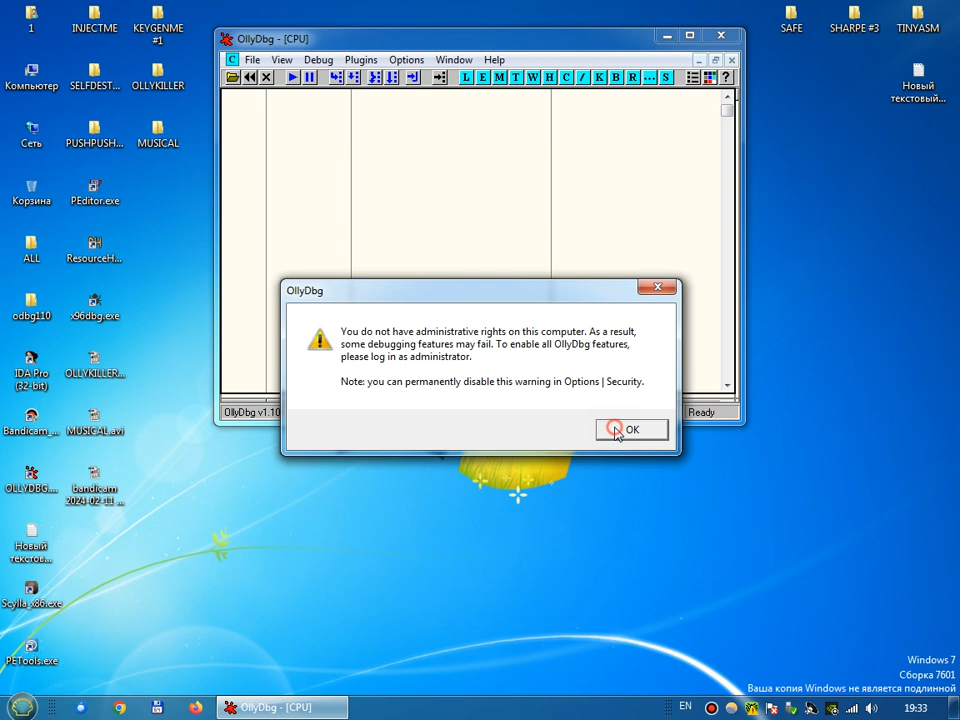 1
INJECTME
KEYGENME
#1
SAFE
SHARPE #3
TINYASM
Компьютер
SELFDEST...
OLLYKILLER
Новый
текстовый...
Сеть
PUSHPUSH...
MUSICAL
Корзина
PEditor.exe
ALL
ResourceH...
odbg110
x96dbg.exe
IDA Pro
(32-bit)
OLLYKILLER...
Bandicam_...
MUSICAL.avi
OLLYDBG....
bandicam
2024-02-11 ...
Новый
текстов...
Scylla_x86.exe
PETools.exe
OllyDbg - [CPU]
C File View Debug Plugins Options Window Help
L E M T W H C / K B R ... S ?
OllyDbg v1.10
Ready
OllyDbg
You do not have administrative rights on this computer. As a result,
some debugging features may fail. To enable all OllyDbg features,
please log in as administrator.
Note: you can permanently disable this warning in Options | Security.
OK
Windows 7
Сборка 7601
Ваша копия Windows не является подлинной
OllyDbg - [CPU]
EN
19:33